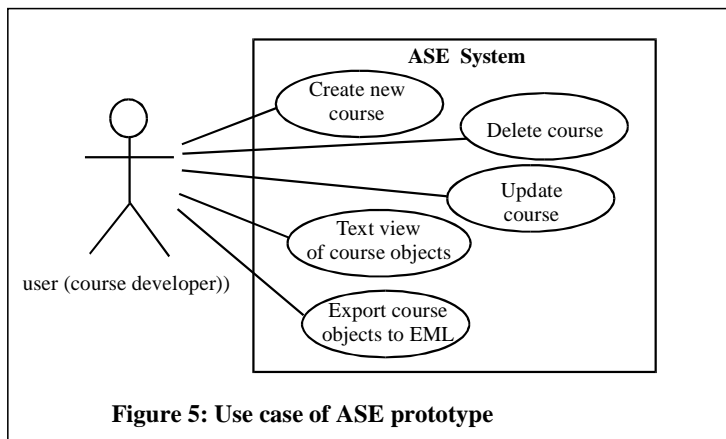 ASE System
Create new
course
Delete course
Update
course
Text view
of course objects
user (course developer))
Export course
objects to EML
Figure 5: Use case of ASE prototype